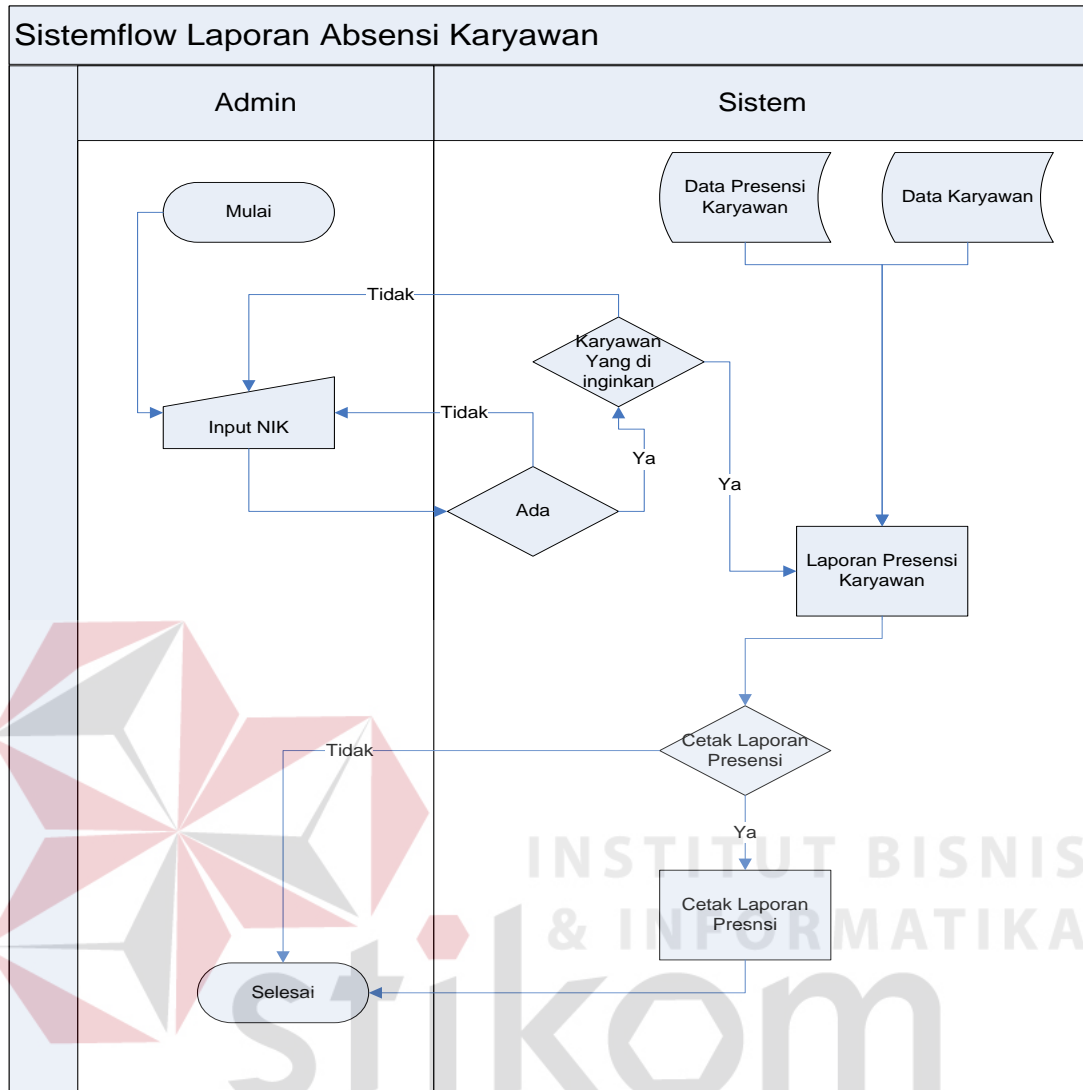 Sistemflow Laporan Absensi Karyawan
Admin
Sistem
Mulai
Data Presensi
Karyawan
Data Karyawan
Tidak
Karyawan
Yang di
inginkan
Input NIK
Tidak
Ya
Ya
Ada
Laporan Presensi
Karyawan
Cetak Laporan
Presensi
Tidak
Ya
INSTITUT BISNIS
& INFORMATIKA
Cetak Laporan
Presnsi
stikom
Selesai